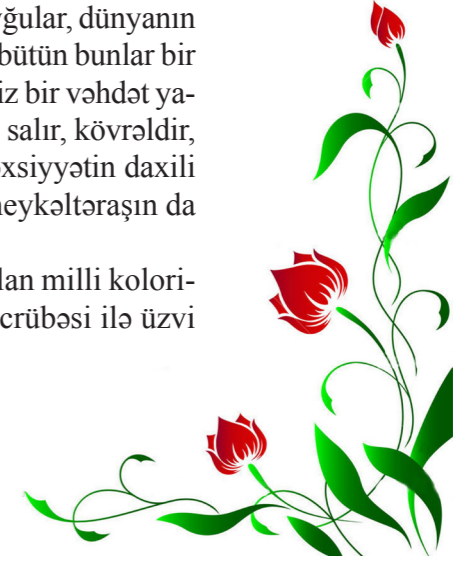 yğular, dünyanın
bütün bunlar bir
iz bir vəhdət ya-
salır, kövrəldir,
əxsiyyətin daxili
heykəltəraşın da
lan milli kolori-
crübəsi ilə üzvi